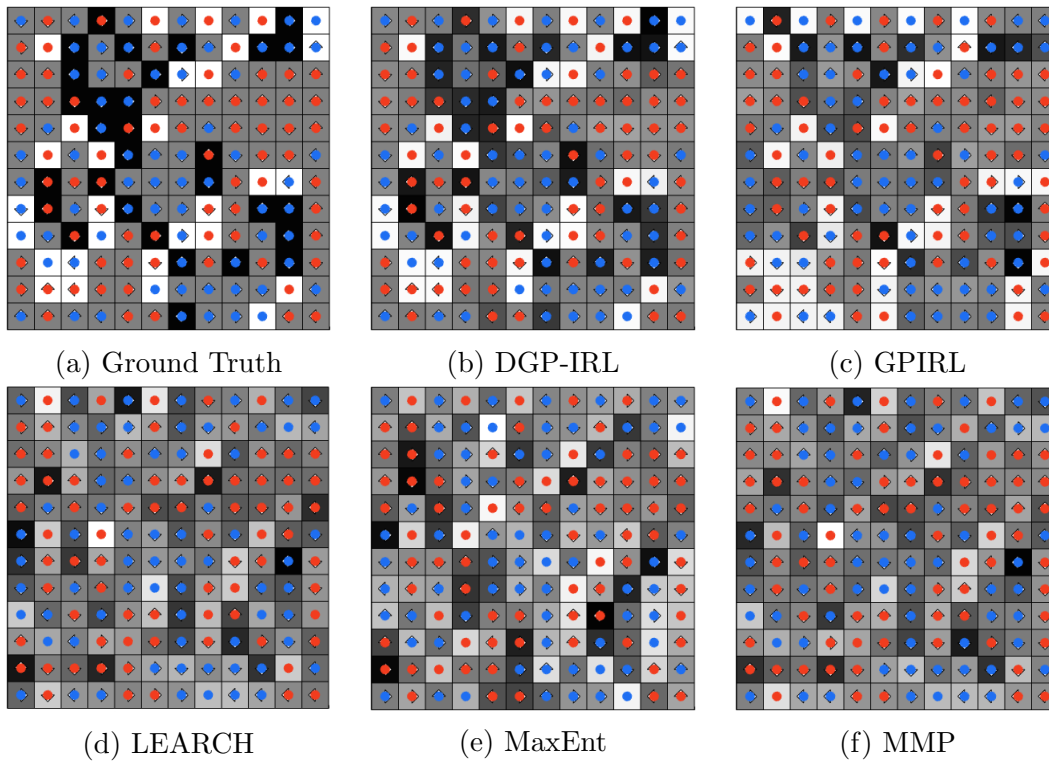 (a) Ground Truth
(b) DGP-IRL
(c) GPIRL
(d) LEARCH
(e) MaxEnt
(f) MMP